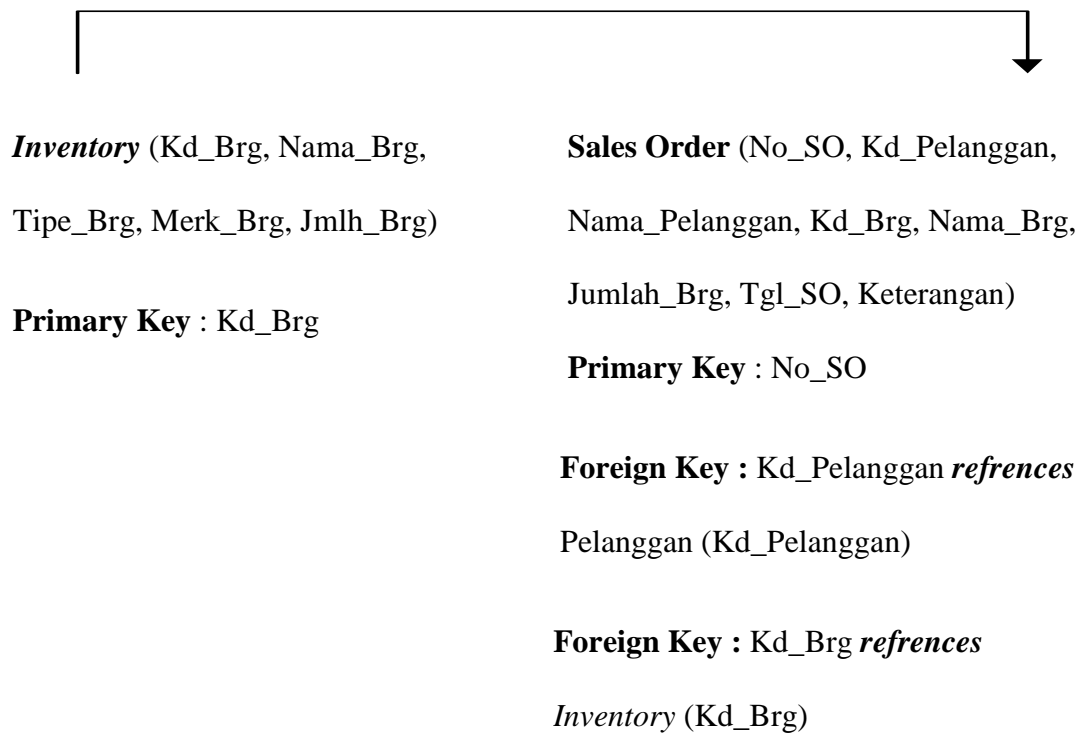 Inventory (Kd_Brg, Nama_Brg,
Tipe_Brg, Merk_Brg, Jmlh_Brg)
Primary Key : Kd_Brg
Sales Order (No_SO, Kd_Pelanggan,
Nama_Pelanggan, Kd_Brg, Nama_Brg,
Jumlah_Brg, Tgl_SO, Keterangan)
Primary Key : No_SO
Foreign Key : Kd_Pelanggan refrences
Pelanggan (Kd_Pelanggan)
Foreign Key : Kd_Brg refrences
Inventory (Kd_Brg)